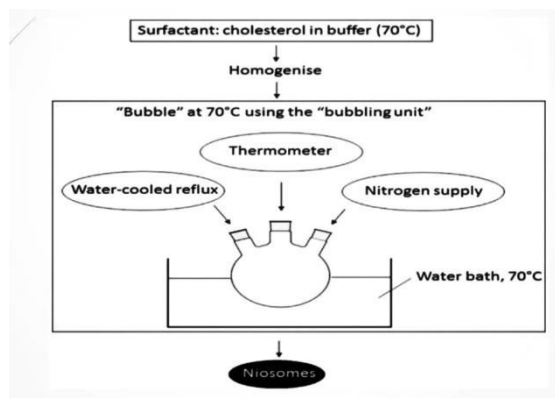 Surfactant: cholesterol in buffer (70°C)
Homogenise
“Bubble” at 70°C using the “bubbling unit”
Thermometer
Water-cooled reflux
Nitrogen supply
Water bath, 70°C
Niosomes